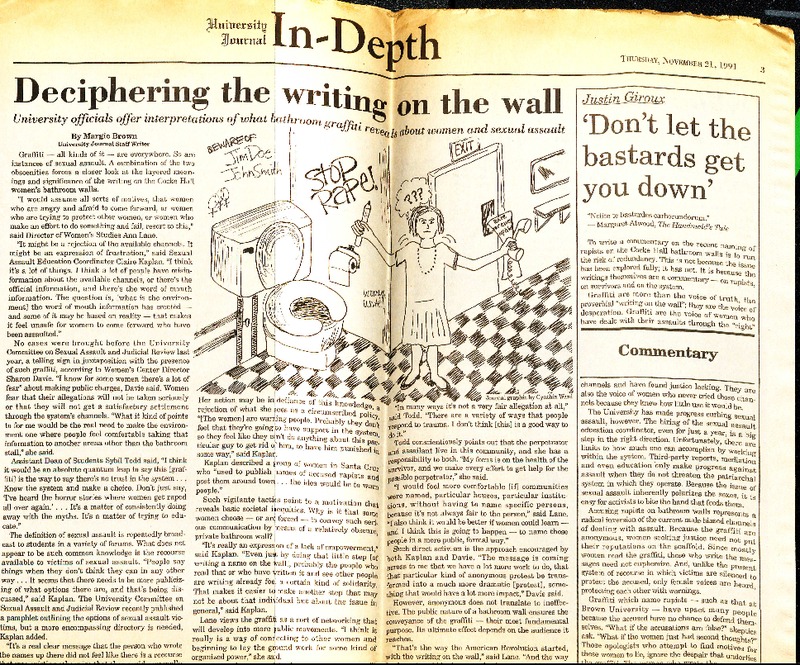 University
Journal
In-Depth
THURSDAY, NOVEMBER 21, 1991
3
Deciphering the writing on the wall
University officials offer interpretations of what bathroom graffiti reveals about women and sexual assault
By Margie Brown
University Journal Staff Writer
Graffiti — all kinds of it — are everywhere. So are
instances of sexual assault. A combination of the two
obscenities forces a closer look at the layered mean-
ings and significance of the writing on the Cocke Hall
women's bathroom walls.
"I would assume all sorts of motives, that women
who are angry and afraid to come forward, or women
who are trying to protect other women, or women who
make an effort to do something and fail, resort to this,"
said Director of Women's Studies Ann Lane.
"It might be a rejection of the available channels. It
might be an expression of frustration," said Sexual
Assault Education Coordinator Claire Kaplan. "I think,
it's a lot of things. I think a lot of people have misin-
formation about the available channels, or there's the
official information, and there's the word of mouth
information. The question is, [what is the environ-
ment] the word of mouth information has created —
and some of it may be based on reality — that makes
it feel unsafe for women to come forward who have
been assaulted."
No cases were brought before the University
Committee on Sexual Assault and Judicial Review last
year, a telling sign in juxtaposition with the presence
of such graffiti, according to Women's Center Director
Sharon Davie. "I know for some women there's a lot of
fear" about making public charges, Davie said. Women
fear that their allegations will not be taken seriously
or that they will not get a satisfactory settlement
through the system's channels. "What it kind of points
to for me would be the real need to make the environ-
ment one where people feel comfortable taking that
information to another arena other than the bathroom
stall," she said.
Assistant Dean of Students Sybil Todd said, "I think
it would be an absolute quantum leap to say this [graf-
fiti] is the way to say there's no trust in the system . . .
Know the system and make a choice. Don't just say,
'I've heard the horror stories where women get raped
all over again.' . . . It's a matter of consistently doing
away with the myths. It's a matter of trying to edu-
cate."
The definition of sexual assault is repeatedly broad-
cast to students in a variety of forums. What does not
appear to be such common knowledge is the recourse
available to victims of sexual assault. "People say
things when they don't think they can say any other
way . . . It seems that there needs to be more publiciz-
ing of what options there are, and that's being dis-
cussed," said Kaplan. The University Committee on
Sexual Assault and Judicial Review recently published
a pamphlet outlining the options of sexual assault vic-
tims, but a more encompassing directory is needed,
Kaplan added.
"It's a real clear message that the person who wrote
the names up there did not feel like there is a recourse
BEWARE OF
Jim Doe
John Smith
STOP
RAPE!
???
EXIT
Her action may be in defiance of this knowledge, a
rejection of what she sees as a circumscribed policy.
"[The women] are warning people. Probably they don't
feel that they're going to have support in the system,
so they feel like they can't do anything about this par-
ticular guy to get rid of him, to have him punished in
some way," said Kaplan.
Kaplan described a group of women in Santa Cruz
who "used to publish names of accused rapists and
post them around town . . . the idea would be to warn
people."
Such vigilante tactics point to a motivation that
reveals basic societal inequities. Why is it that some
women choose — or are forced — to convey such seri-
ous communication by means of a relatively obscure,
private bathroom wall?
"It's really an expression of a lack of empowerment,"
said Kaplan. "Even just by doing that little step [of]
writing a name on the wall, probably the people who
read that or who have written it and see other people
are writing already feel a certain kind of solidarity.
That makes it easier to make another step that may
not be about that individual but about the issue in
general," said Kaplan.
Lane views the graffiti as a sort of networking that
will develop into more public movements. "I think it
really is a way of connecting to other women and
beginning to lay the ground work for some kind of
organised power," she said.
"In many ways it's not a very fair allegation at all,"
said Todd. "There are a variety of ways that people
respond to trauma. I don't think [this] is a good way to
do it."
Todd conscientiously points out that the perpetrator
and assailant live in this community, and she has a
responsibility to both. "My focus is on the health of the
survivor, and we make every effort to get help for the
possible perpetrator," she said.
"I would feel more comfortable [if] communities
were named, particular houses, particular institu-
tions, without having to name specific persons,
because it's not always fair to the person," said Lane.
"I also think it would be better if women could learn —
and I think this is going to happen — to name those
people in a more public, formal way."
Such direct activism is the approach encouraged by
both Kaplan and Davie. "The message is coming
across to me that we have a lot more work to do, that
that particular kind of anonymous protest be trans-
formed into a much more dramatic [protest], some-
thing that would have a lot more impact," Davie said.
However, anonymous does not translate to ineffec-
tive. The public nature of a bathroom wall ensured the
conveyance of the graffiti — their most fundamental
purpose. Its ultimate effect depends on the audience it
reaches.
"That's the way the American Revolution started,
with the writing on the wall," said Lane. "And the way
Justin Giroux
'Don't let the
bastards get
you down'
— Margaret Atwood, The Handmaid's Tale
To write a commentary on the recent naming of
rapists on the Cocke Hall bathroom walls is to run
the risk of redundancy. This is not because the issue
has been explored fully; it has not. It is because the
writings themselves are a commentary — on rapists,
on survivors and on the system.
Graffiti are more than the voice of truth, the
proverbial "writing on the wall"; they are the voice of
desperation. Graffiti are the voice of women who
have dealt with their assaults through the "right"
Commentary
channels and have found justice lacking. They are
also the voice of women who never tried those chan-
nels because they knew how little use it would be.
The University has made progress curbing sexual
assault, however. The hiring of the sexual assault
education coordinator, even for just a year, is a big
step in the right direction. Unfortunately, there are
limits to how much one can accomplish by working
within the system. Third-party reports, mediation
and even education only make progress against
assault when they do not threaten the patriarchal
system in which they operate. Because the issue of
sexual assault inherently polarizes the sexes, it is
easy for activists to bite the hand that feeds them.
Accusing rapists on bathroom walls represents a
radical inversion of the current male biased channels
of dealing with assault. Because the graffiti are
anonymous, women seeking justice need not put
their reputations on the scaffold. Since mostly
women read the graffiti, those who write the mes-
sages need not euphemize. And, unlike the present
system of recourse in which victims are silenced to
protect the accused, only female voices are heard,
protecting each other with warnings.
Graffiti which name rapists — such as that at
Brown University — have upset many people
because the accused have no chance to defend them-
selves. "What if the accusations are false?" skeptics
ask. "What if the women just had second thoughts?"
Those apologists who attempt to find motives for
those women to lie, ignore the despair that underlies